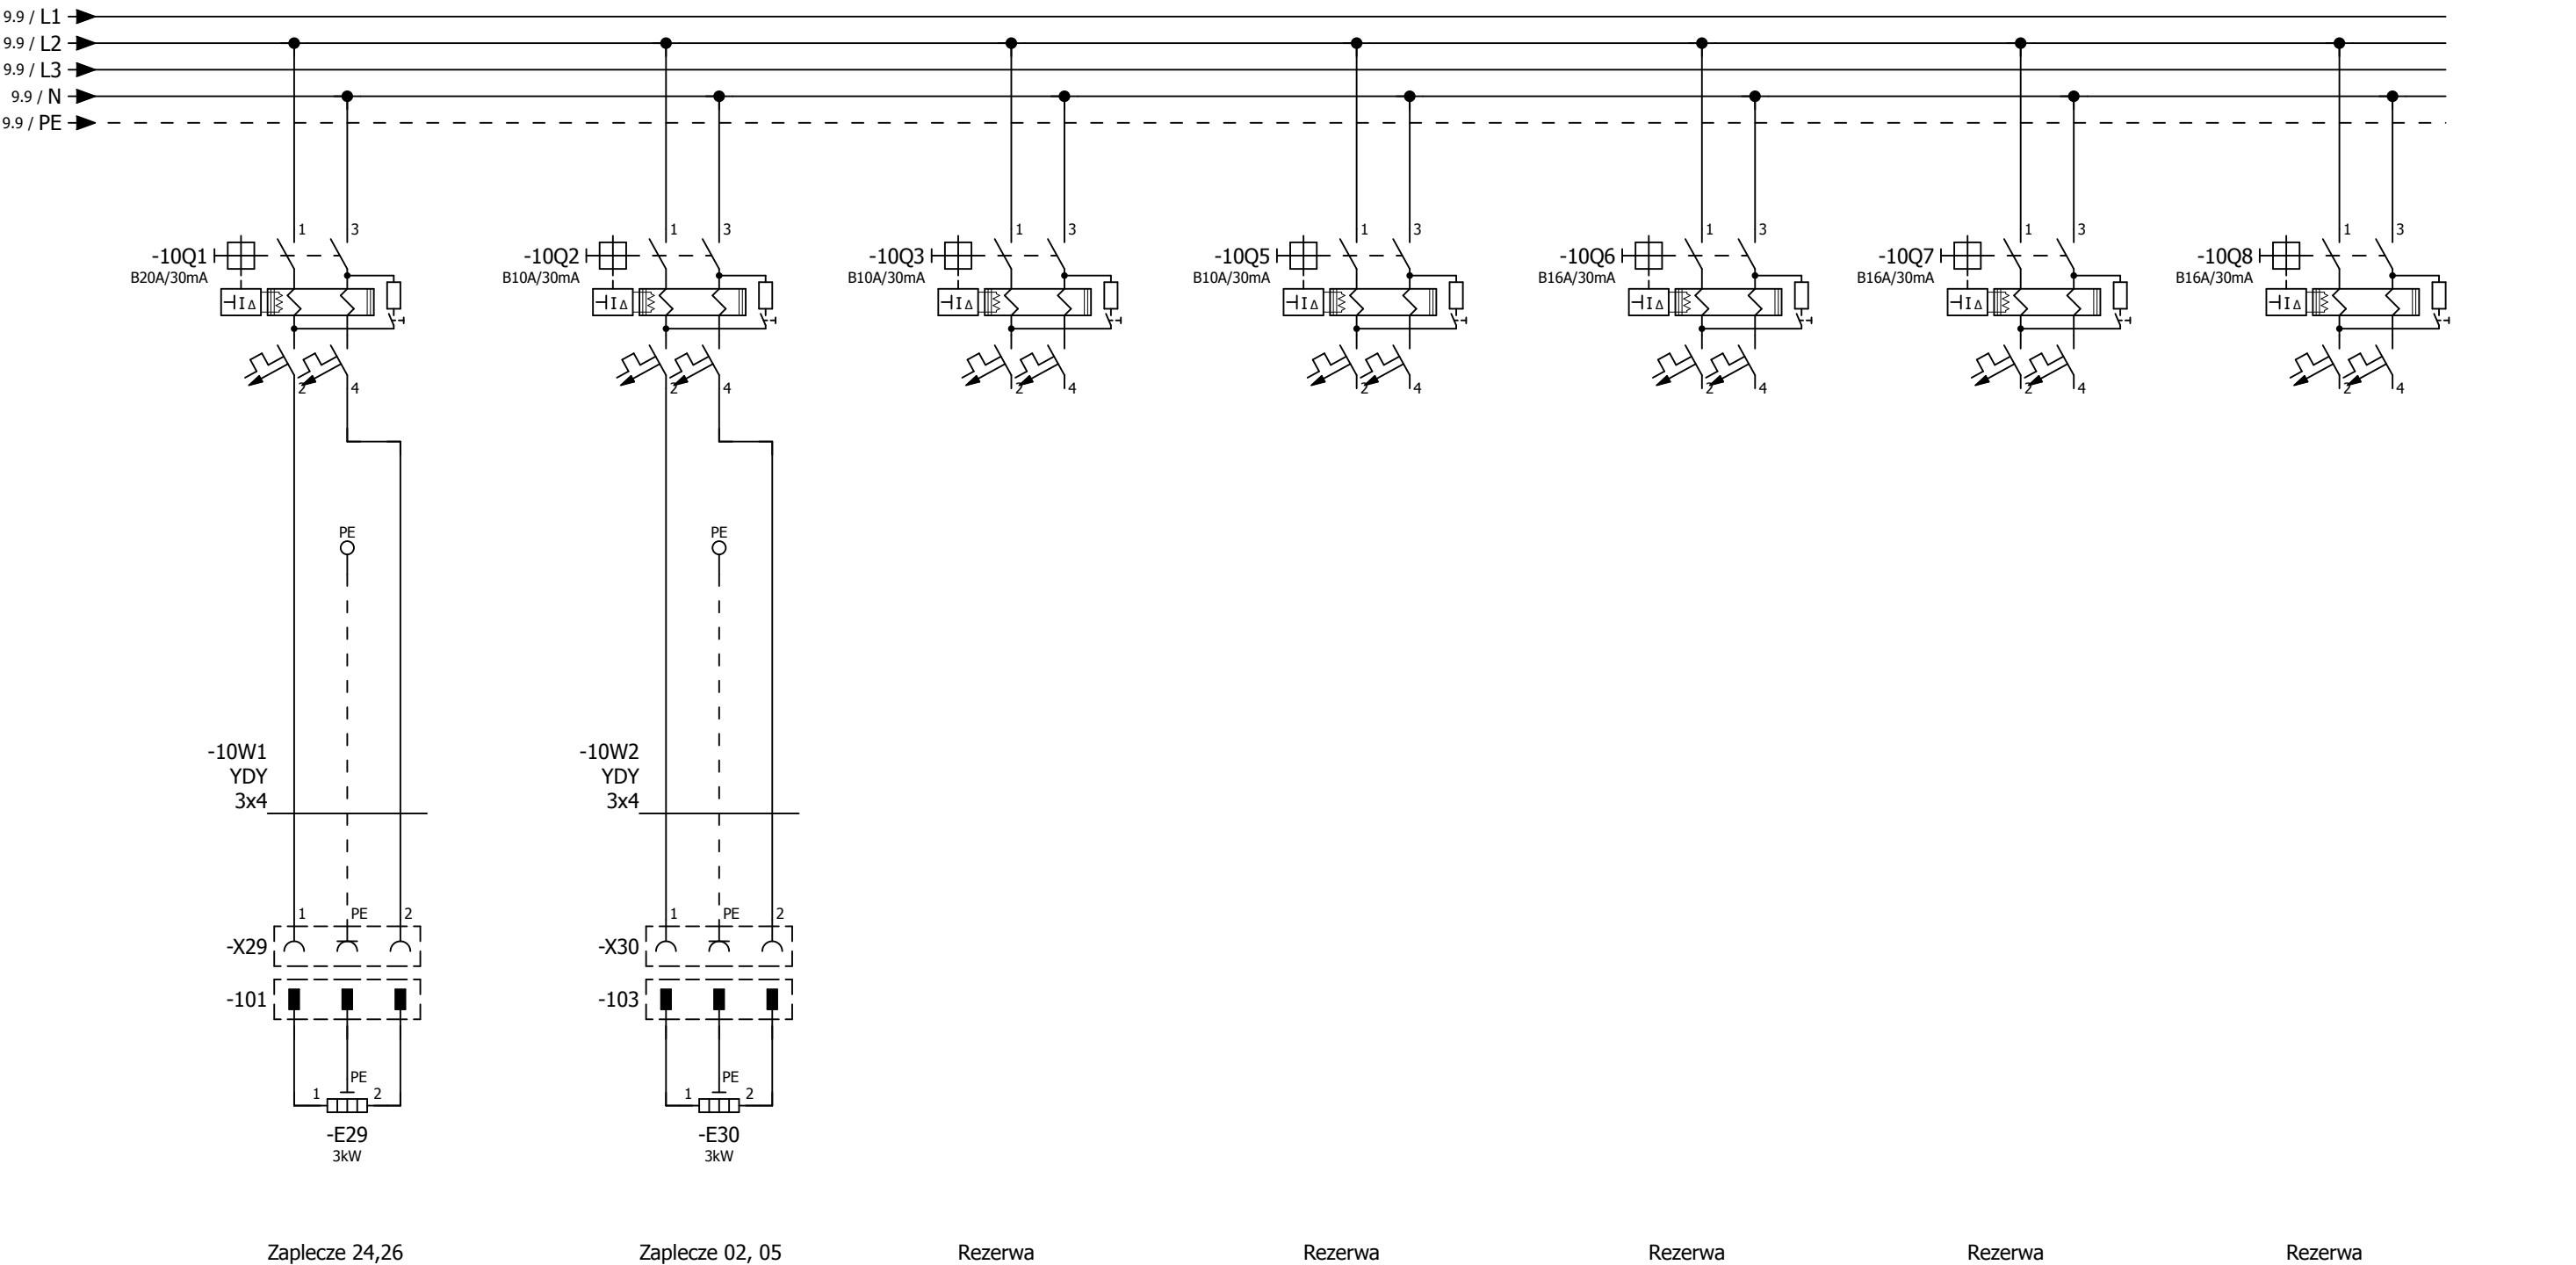 9.9 / L1
9.9 / L2
9.9 / L3
9.9 / N
9.9 / PE
1 3 1 3 1 3 1 3 1 3 1 3 1 3
-10Q1 -10Q2 -10Q3 -10Q5 -10Q6 -10Q7 -10Q8
B20A/30mA B10A/30mA B10A/30mA B10A/30mA B16A/30mA B16A/30mA B16A/30mA
I∆ I∆ I∆ I∆ I∆ I∆ I∆
2 4 2 4 2 4 2 4 2 4 2 4 2 4
PE PE
-10W1 -10W2
YDY YDY
3x4 3x4
1 PE 2 1 PE 2
-X29 -X30
-101 -103
PE PE
1 2 1 2
-E29 -E30
3kW 3kW
Zaplecze 24,26 Zaplecze 02, 05 Rezerwa Rezerwa Rezerwa Rezerwa Rezerwa